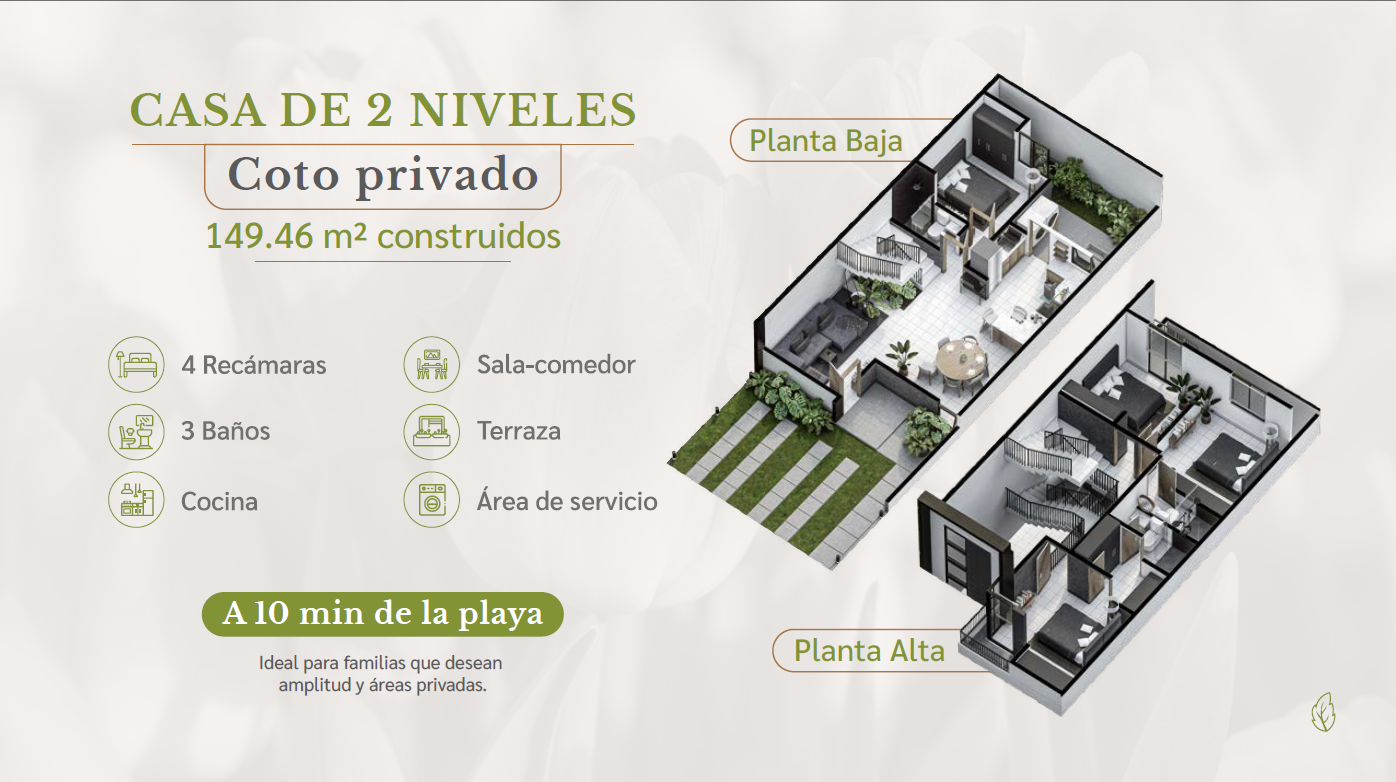 CASA DE 2 NIVELES
Coto privado
149.46 m² construidos
4 Recámaras
3 Baños
Cocina
Sala-comedor
Terraza
Área de servicio
A 10 min de la playa
Ideal para familias que desean
amplitud y áreas privadas.
Planta Baja
Planta Alta